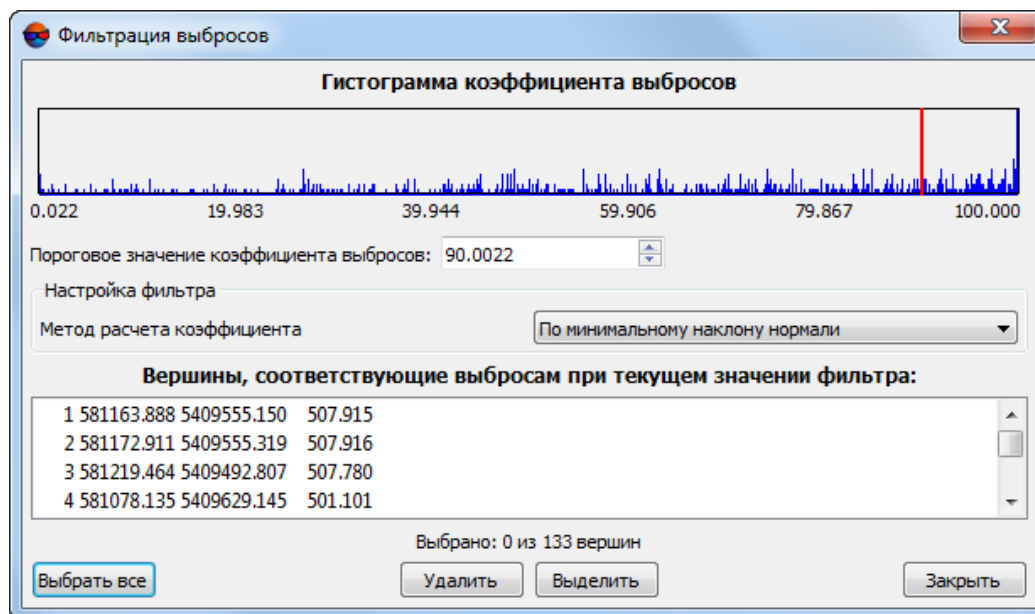 Фильтрация выбросов
Гистограмма коэффициента выбросов
0.022 19.983 39.944 59.906 79.867 100.000
Пороговое значение коэффициента выбросов: 90.0022
Настройка фильтра
Метод расчета коэффициента По минимальному наклону нормали
Вершины, соответствующие выбросам при текущем значении фильтра:
1 581163.888 5409555.150 507.915
2 581172.911 5409555.319 507.916
3 581219.464 5409492.807 507.780
4 581078.135 5409629.145 501.101
Выбрано: 0 из 133 вершин
Выбрать все Удалить Выделить Закрыть